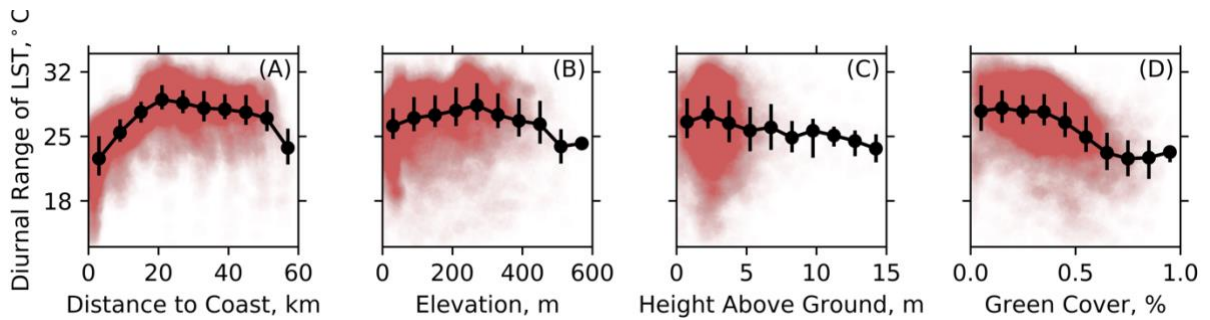 Diurnal Range of LST, °C
32
25
18
(A)
(B)
(C)
(D)
0 20 40 60
0 200 400 600
0 5 10 15
0.0 0.5 1.0
Distance to Coast, km
Elevation, m
Height Above Ground, m
Green Cover, %